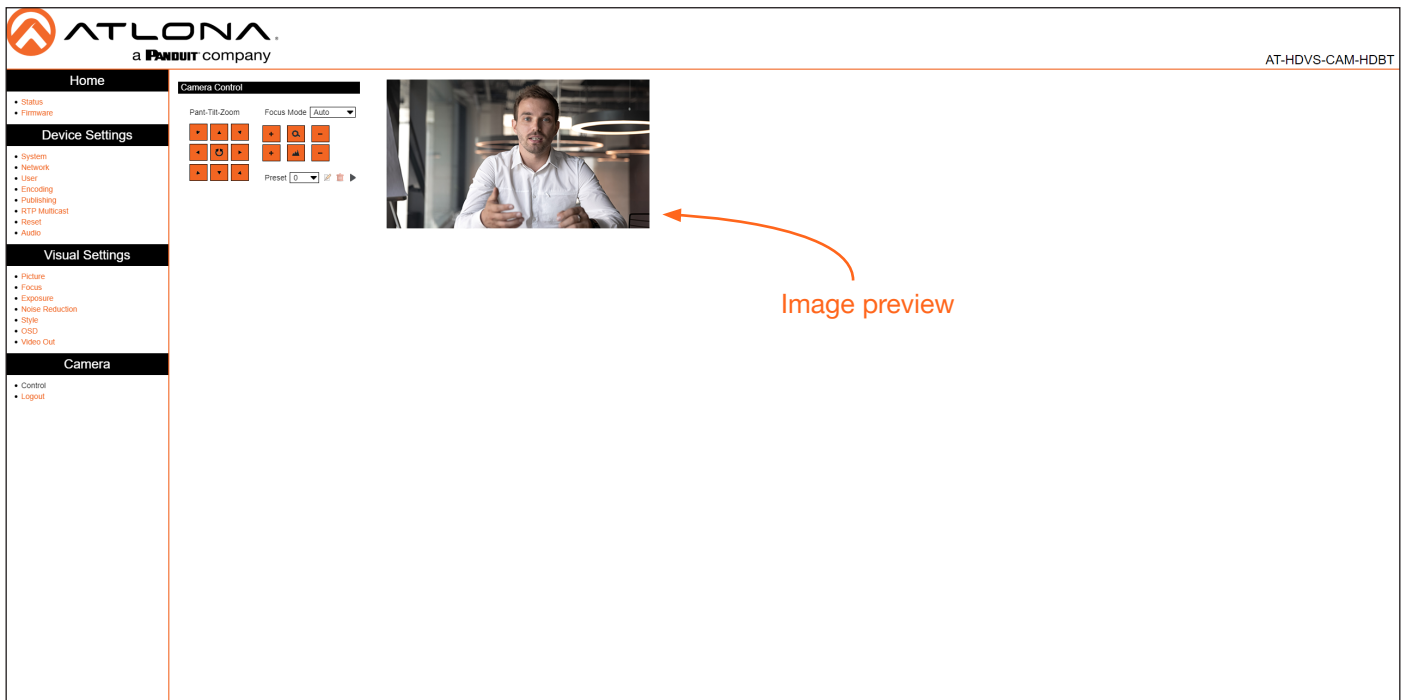 ATLONA.
a PANDUIT company
AT-HDVS-CAM-HDBT
Home
Status
Firmware
Device Settings
System
Network
User
Encoding
Publishing
RTP Multicast
Reset
Audio
Visual Settings
Picture
Focus
Exposure
Noise Reduction
Style
OSD
Video Out
Camera
Control
Logout
Camera Control
Pant-Tilt-Zoom Focus Mode Auto
Preset 0
Image preview